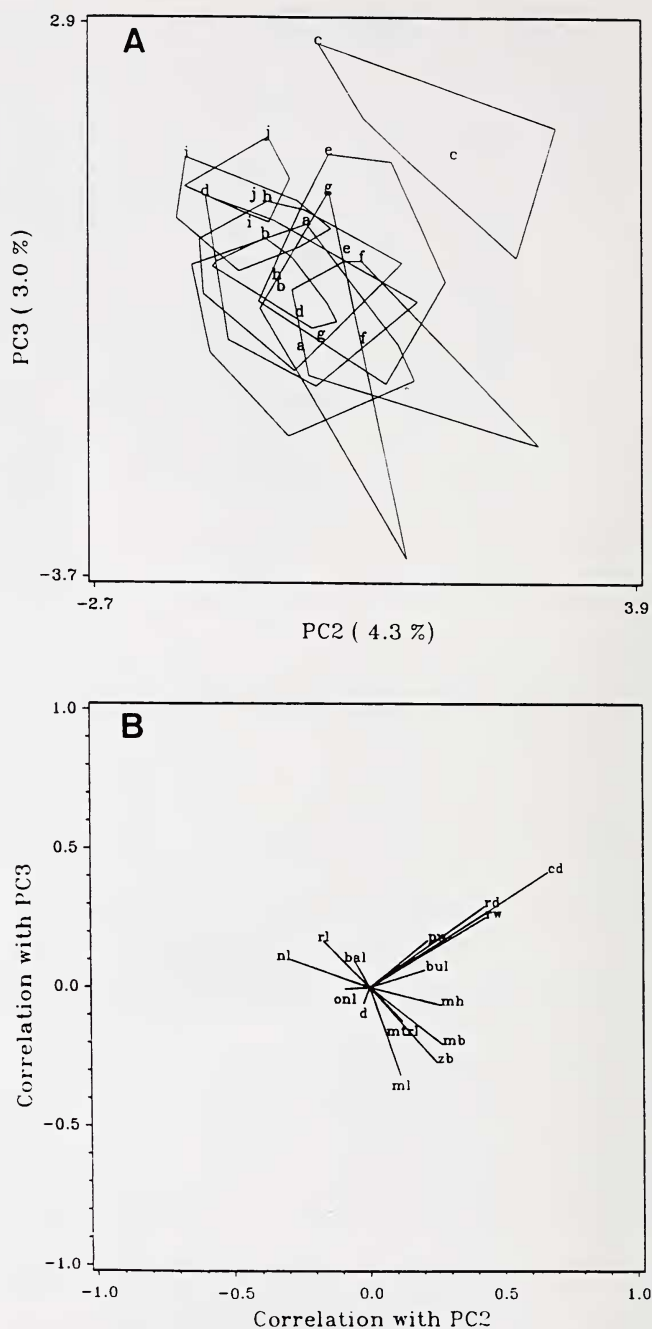 A
2.9
c
c
j
i
e
d
j h
g
a
i
b
e
f
h
b
d
g
f
a
PC3 ( 3.0 %)
-3.7
-2.7
3.9
PC2 ( 4.3 %)
B
1.0
0.5
0.0
-0.5
-1.0
Correlation with PC3
cd
rd
rw
rl
nl
bal
bul
onl
d
mh
mtrl
mb
zb
ml
-1.0
-0.5
0.0
0.5
1.0
Correlation with PC2